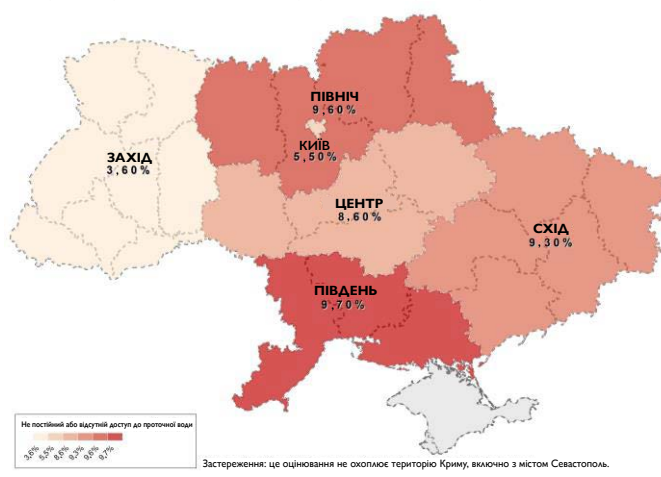 ПІВНІЧ
9,60%
КИЇВ
5,50%
ЗАХІД
3,60%
ЦЕНТР
8,60%
СХІД
9,30%
ПІВДЕНЬ
9,70%
Не постійний або відсутній доступ до проточної води
3,6% 5,5% 8,6% 9,3% 9,6% 9,7%
Застереження: це оцінювання не охоплює територію Криму, включно з містом Севастополь.